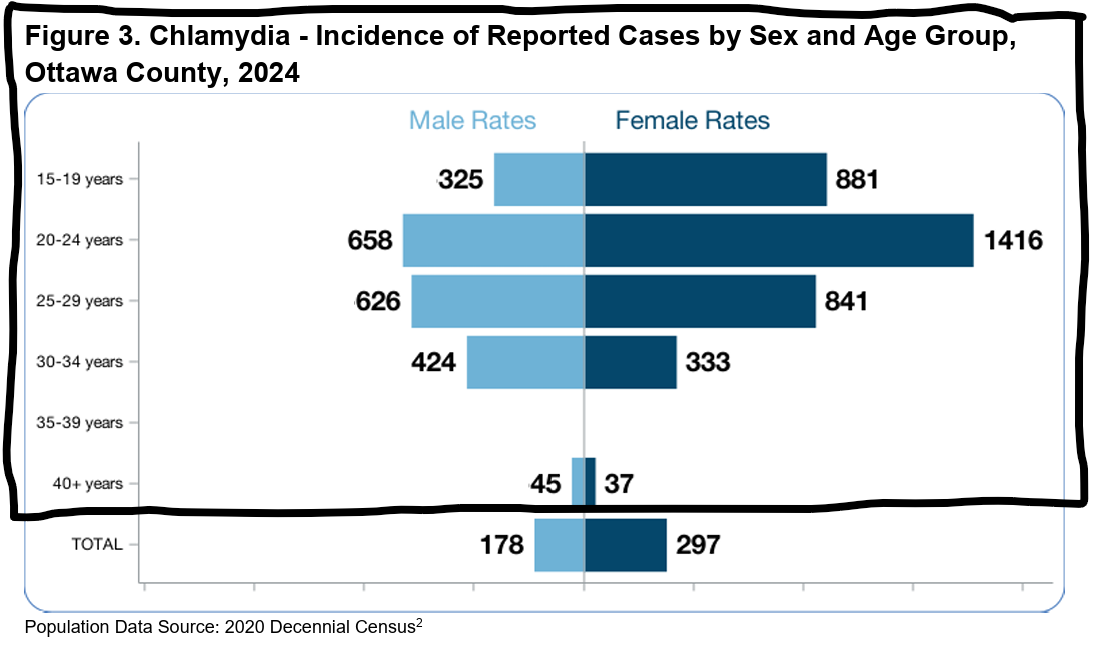 Figure 3. Chlamydia - Incidence of Reported Cases by Sex and Age Group,
Ottawa County, 2024
Male Rates Female Rates
15-19 years 325 881
20-24 years 658 1416
25-29 years 626 841
30-34 years 424 333
35-39 years
40+ years 45 37
TOTAL 178 297
Population Data Source: 2020 Decennial Census²